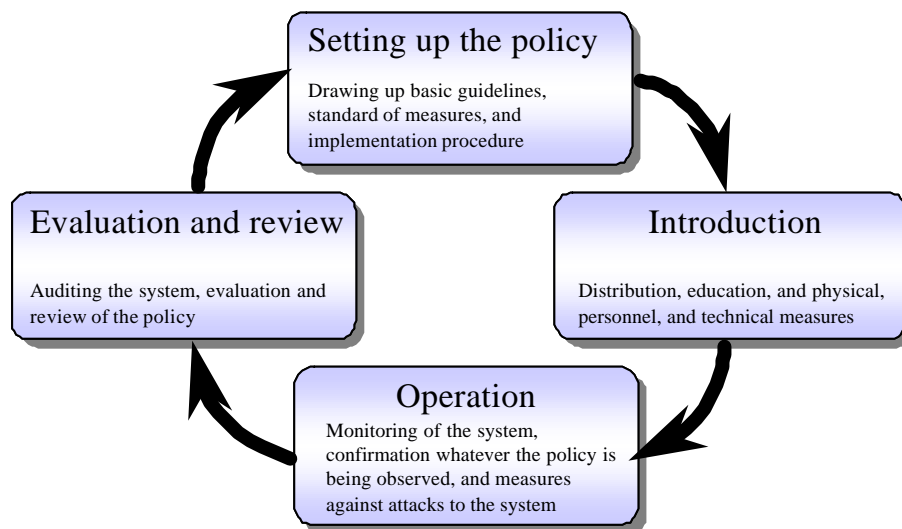 Setting up the policy
Drawing up basic guidelines,
standard of measures, and
implementation procedure
Evaluation and review
Auditing the system, evaluation and
review of the policy
Introduction
Distribution, education, and physical,
personnel, and technical measures
Operation
Monitoring of the system,
confirmation whatever the policy is
being observed, and measures
against attacks to the system